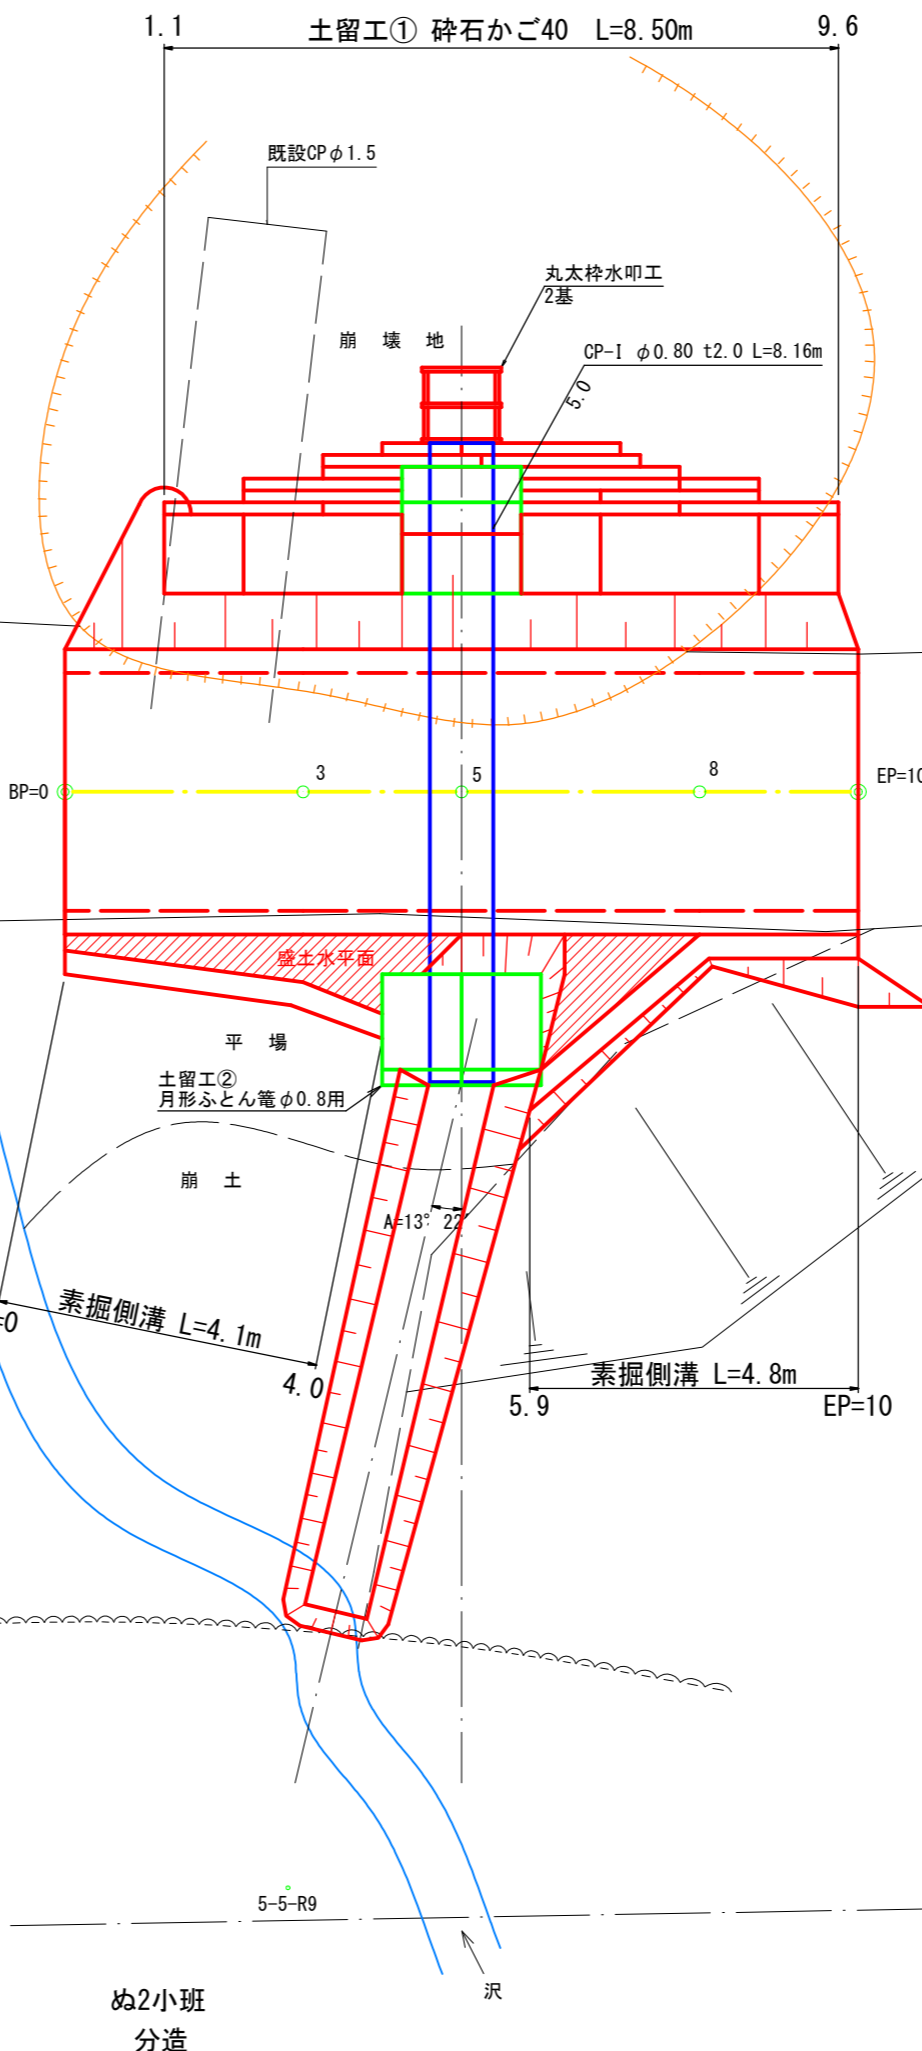 1.1
土留工① 砕石かご40 L=8.50m
9.6
既設CPφ1.5
丸太枠水叩工
2基
崩 壊 地
CP-I φ0.80 t2.0 L=8.16m
5.0
BP=0
3
5
8
EP=10
盛土水平面
平 場
土留工②
月形ふとん篭φ0.8用
崩 土
A=13° 22′
素掘側溝 L=4.1m
=0
4.0
素掘側溝 L=4.8m
5.9
EP=10
5-5-R9
沢
ぬ2小班
分造